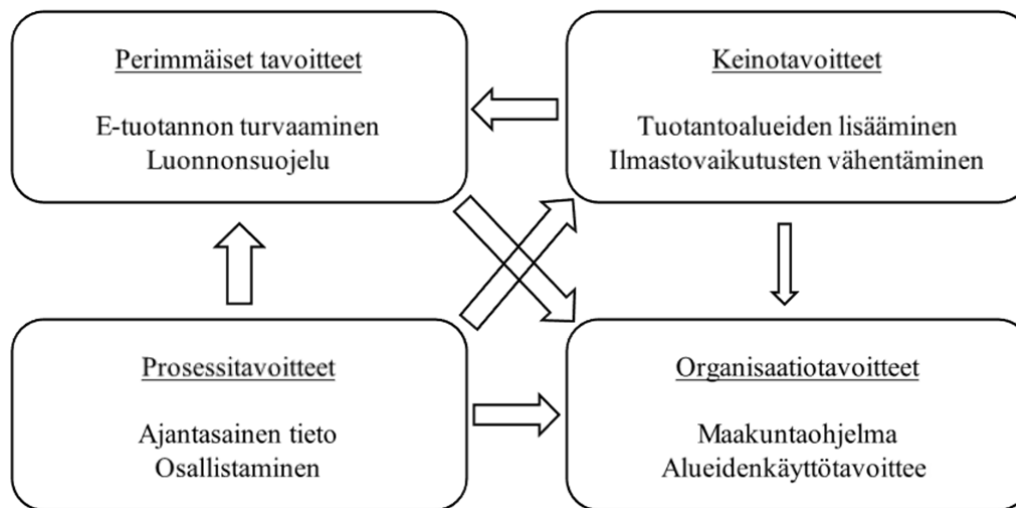 Perimmäiset tavoitteet
E-tuotannon turvaaminen
Luonnonsuojelu
Keinotavoitteet
Tuotantoalueiden lisääminen
Ilmastovaikutusten vähentäminen
Prosessitavoitteet
Ajantasainen tieto
Osallistaminen
Organisaatiotavoitteet
Maakuntaohjelma
Alueidenkäyttötavoittee